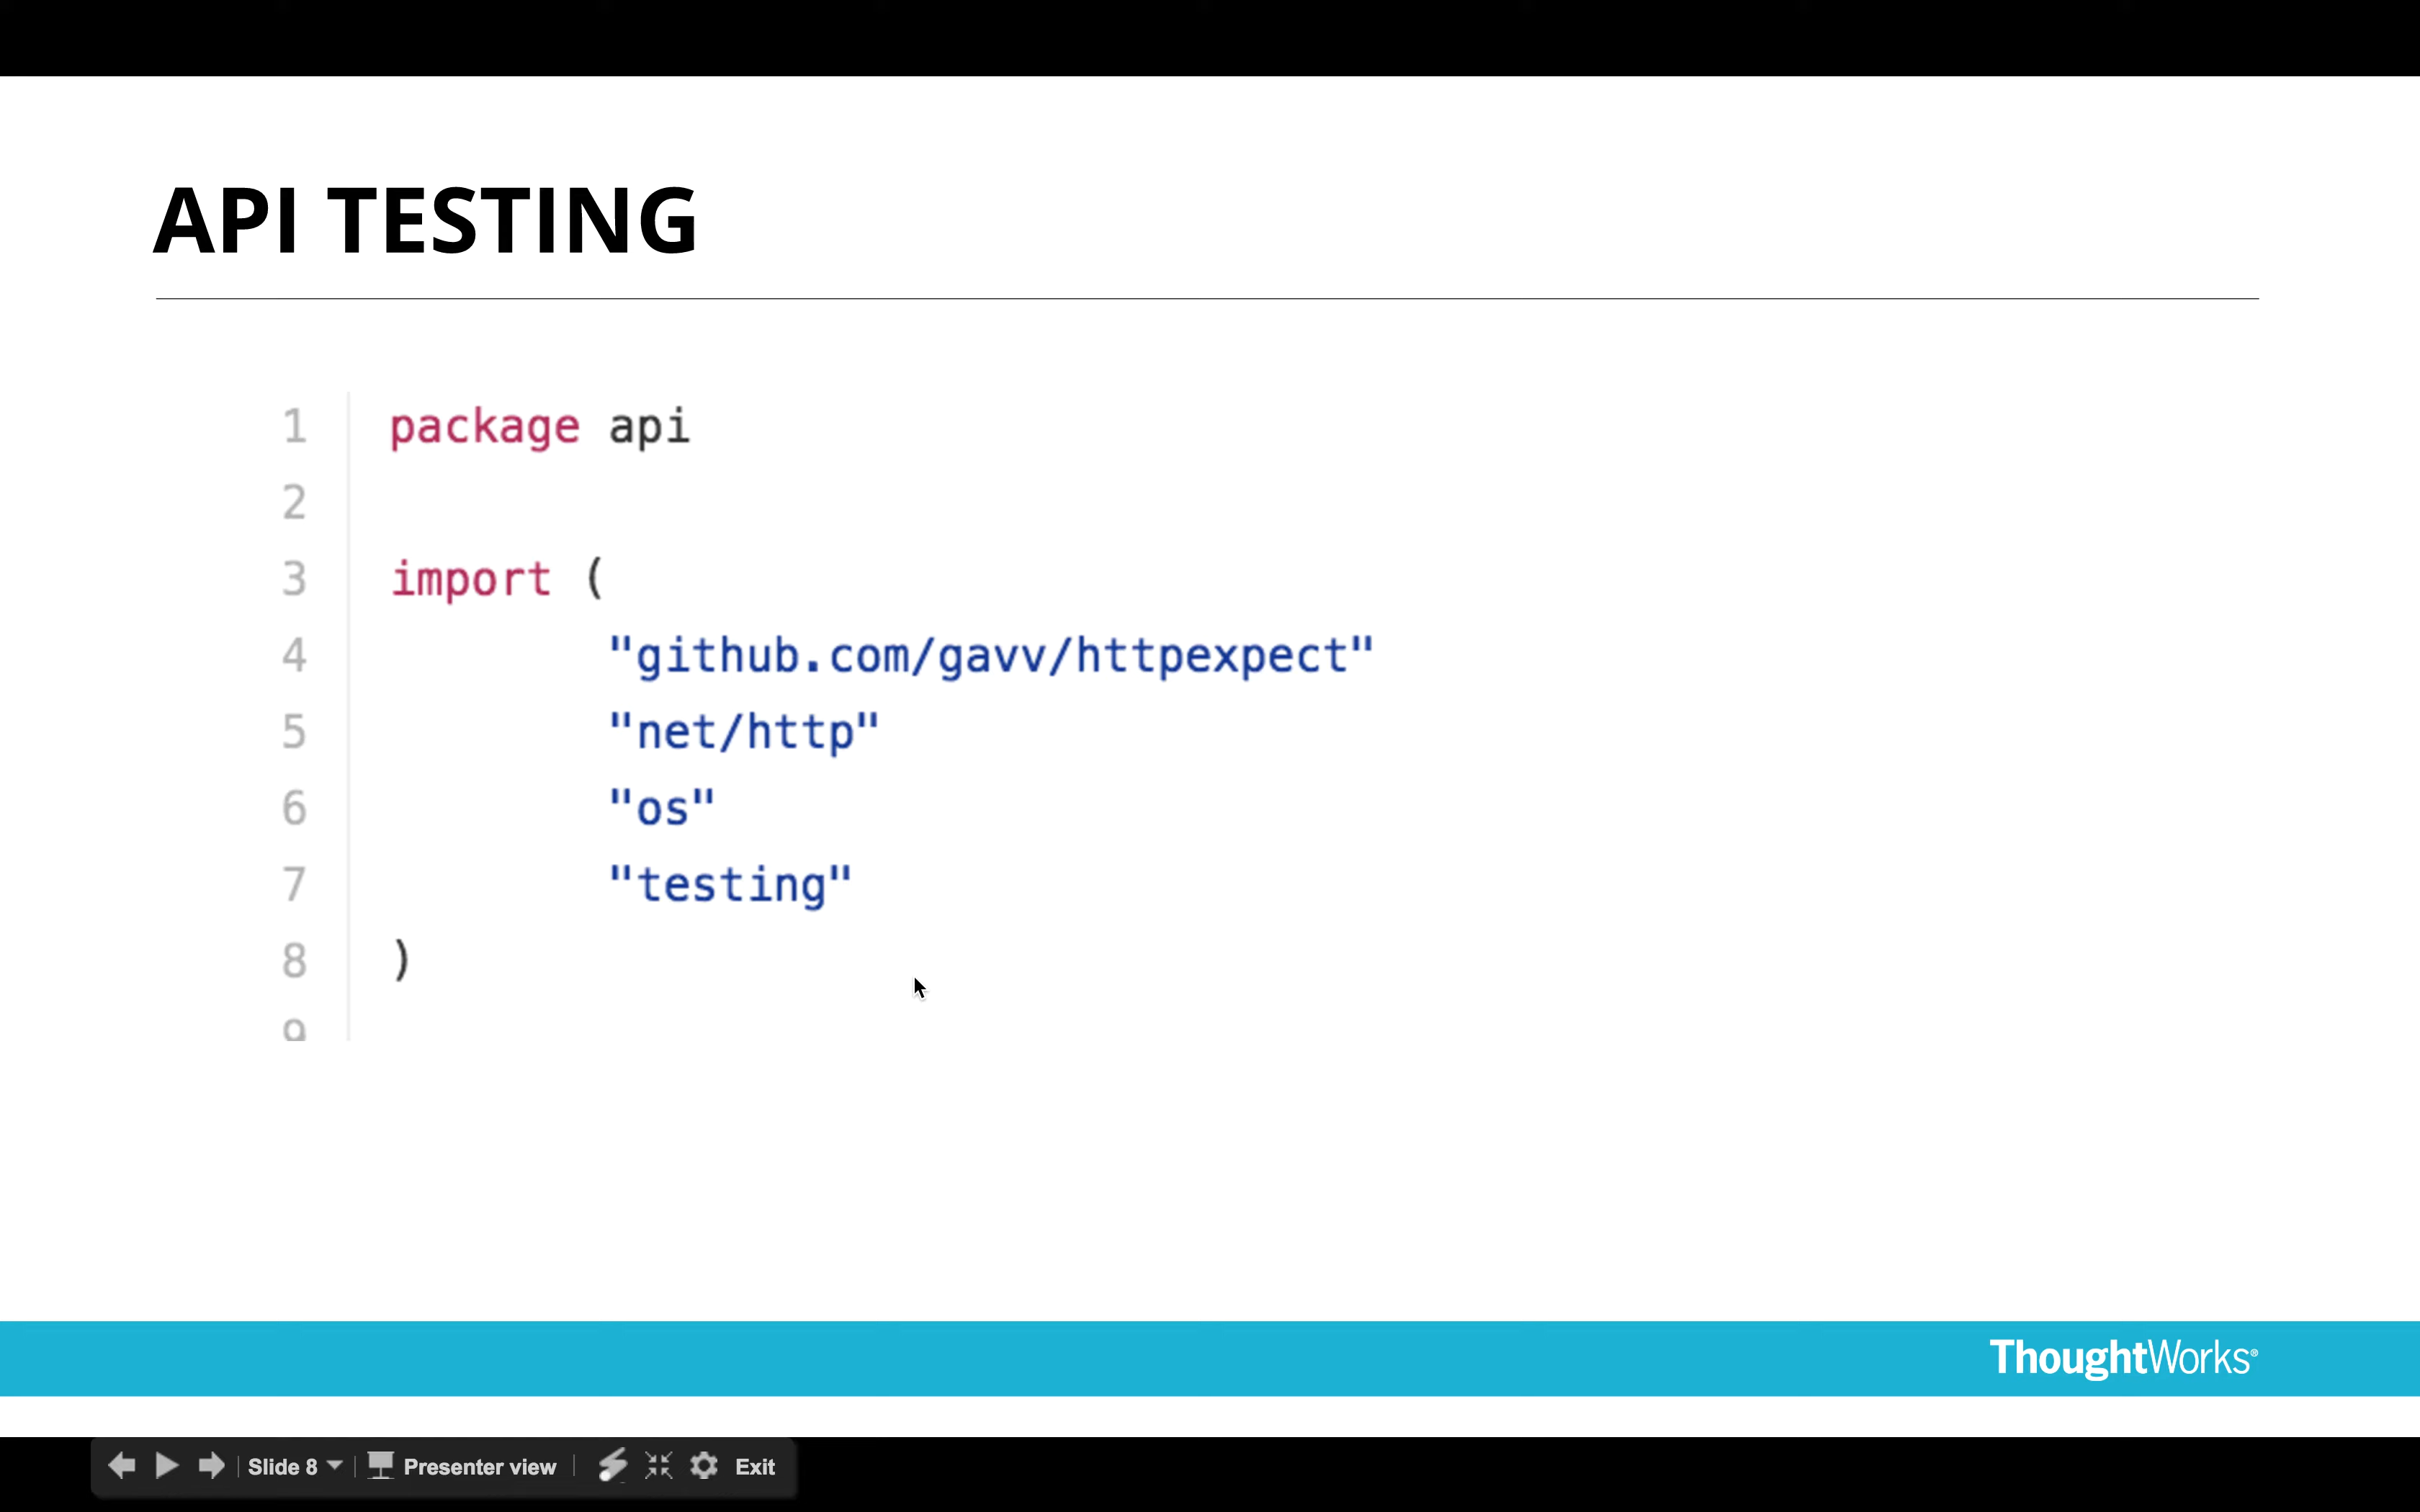 API TESTING
1 package api
2
3 import (
4 "github.com/gavv/httpexpect"
5 "net/http"
6 "os"
7 "testing"
8 )
9
ThoughtWorks®
Slide 8 Presenter view Exit